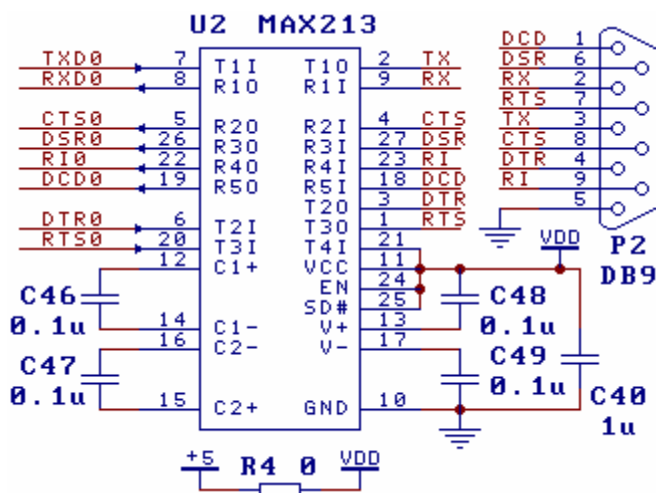 U2 MAX213
TXD0 7 T1I T1O 2 TX
RXD0 8 R1O R1I 9 RX
CTS0 5 R2O R2I 4 CTS
DSR0 26 R3O R3I 27 DSR
RI0 22 R4O R4I 23 RI
DCD0 19 R5O R5I 18 DCD
T2O 3 DTR
DTR0 6 T2I T3O 1 RTS
RTS0 20 T3I T4I 21
12 C1+ VCC 11
EN 24
SD# 25
14 C1- V+ 13
16 C2- V- 17
15 C2+ GND 10
C46
0.1u
C47
0.1u
C48
0.1u
C49
0.1u
C40
1u
VDD
DCD 1
DSR 6
RX 2
RTS 7
TX 3
CTS 8
DTR 4
RI 9
5
P2
DB9
+5 R4 0 VDD